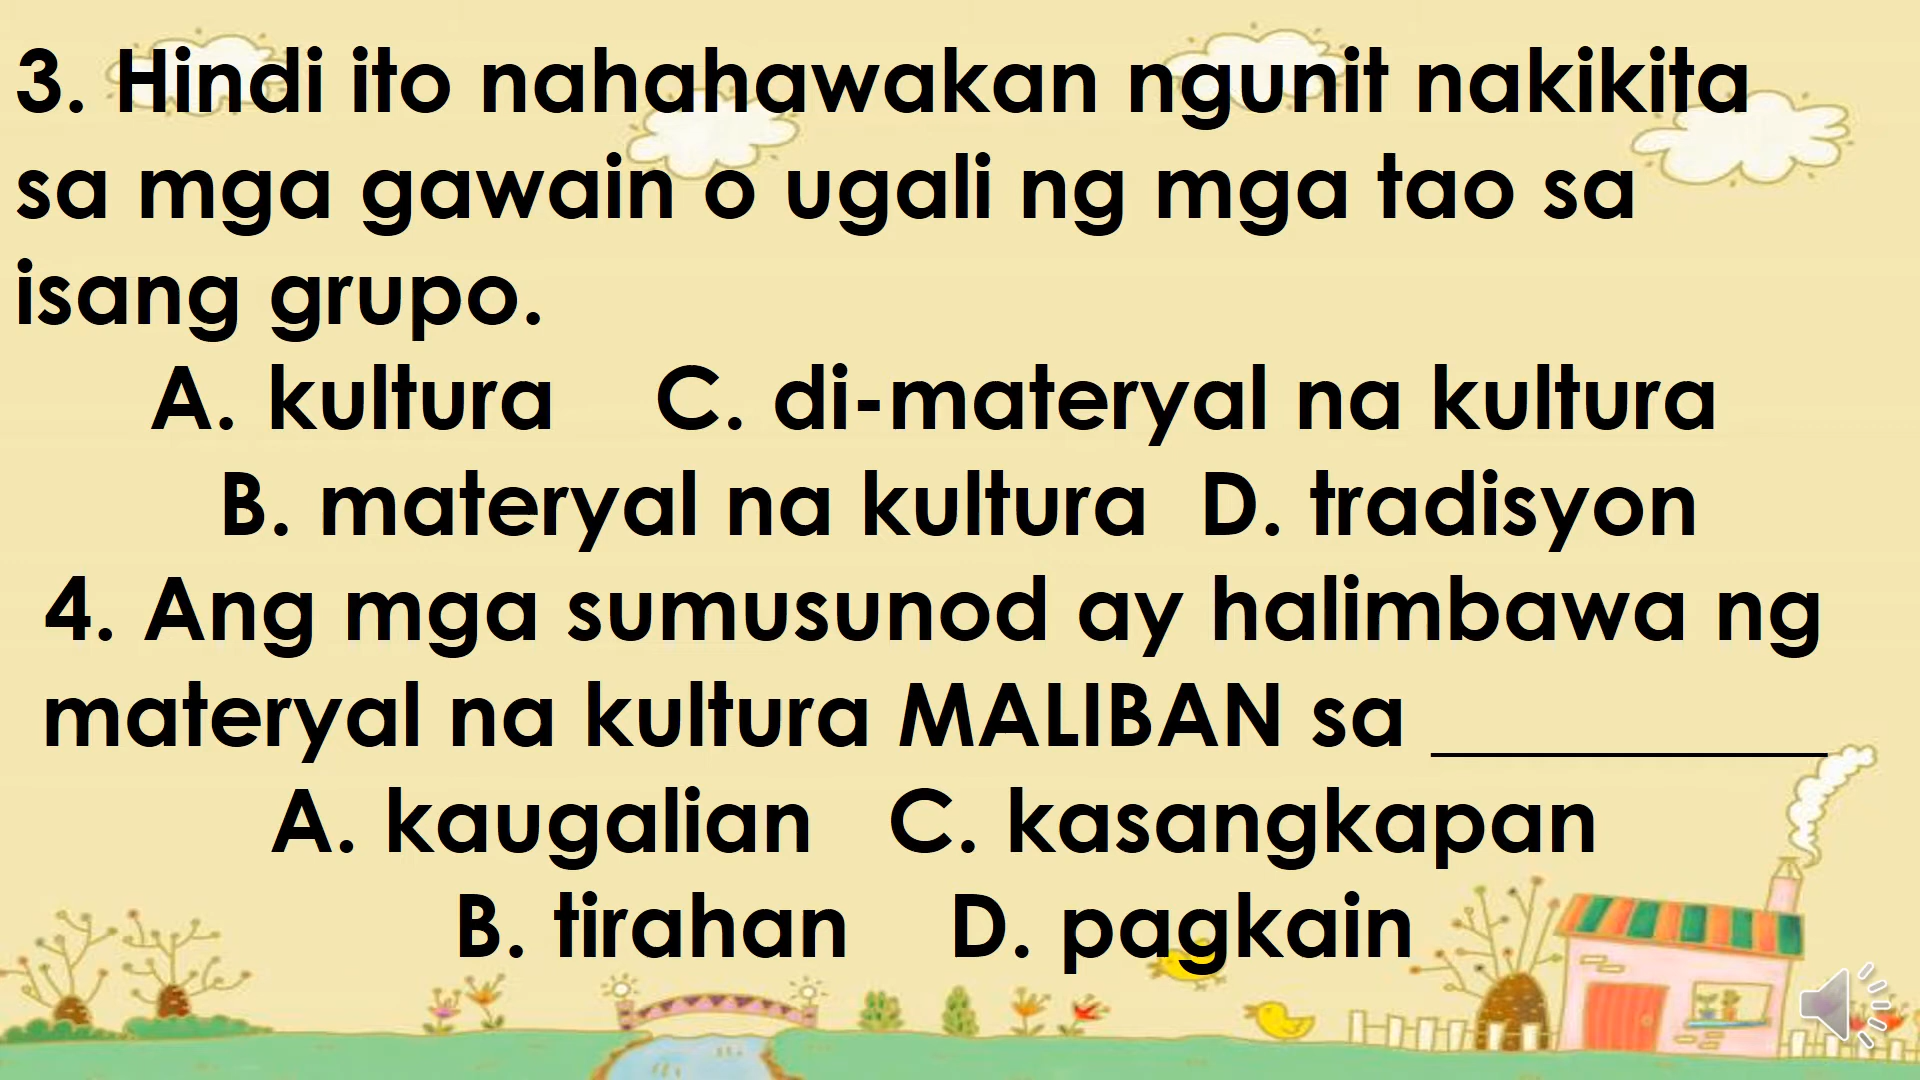 3. Hindi ito nahahawakan ngunit nakikita
sa mga gawain o ugali ng mga tao sa
isang grupo.
A. kultura C. di-materyal na kultura
B. materyal na kultura D. tradisyon
4. Ang mga sumusunod ay halimbawa ng
materyal na kultura MALIBAN sa __________
A. kaugalian C. kasangkapan
B. tirahan D. pagkain